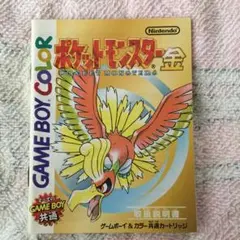 Nintendo
ポケットモンスター金
POCKET MONSTERS
GAME BOY COLOR
GAME BOY
共通
取扱説明書
ゲームボーイ&カラー共通カートリッジ